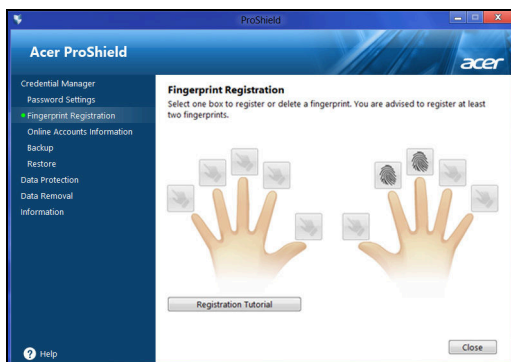 ProShield
Acer ProShield
acer
Credential Manager
Password Settings
Fingerprint Registration
Online Accounts Information
Backup
Restore
Data Protection
Data Removal
Information
Help
Fingerprint Registration
Select one box to register or delete a fingerprint. You are advised to register at least
two fingerprints.
Registration Tutorial
Close